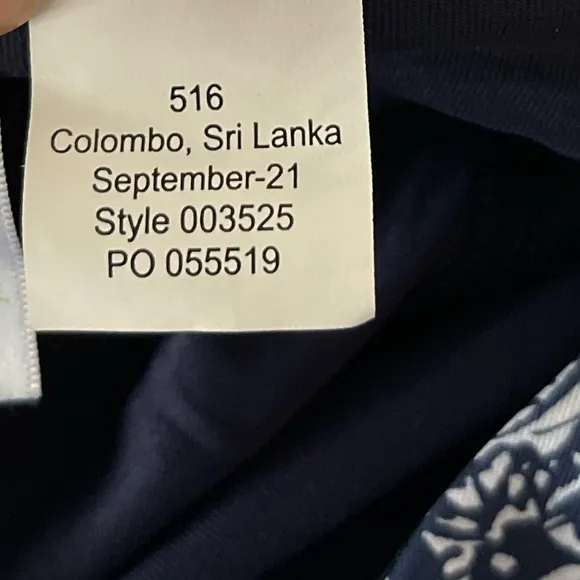 516
Colombo, Sri Lanka
September-21
Style 003525
PO 055519